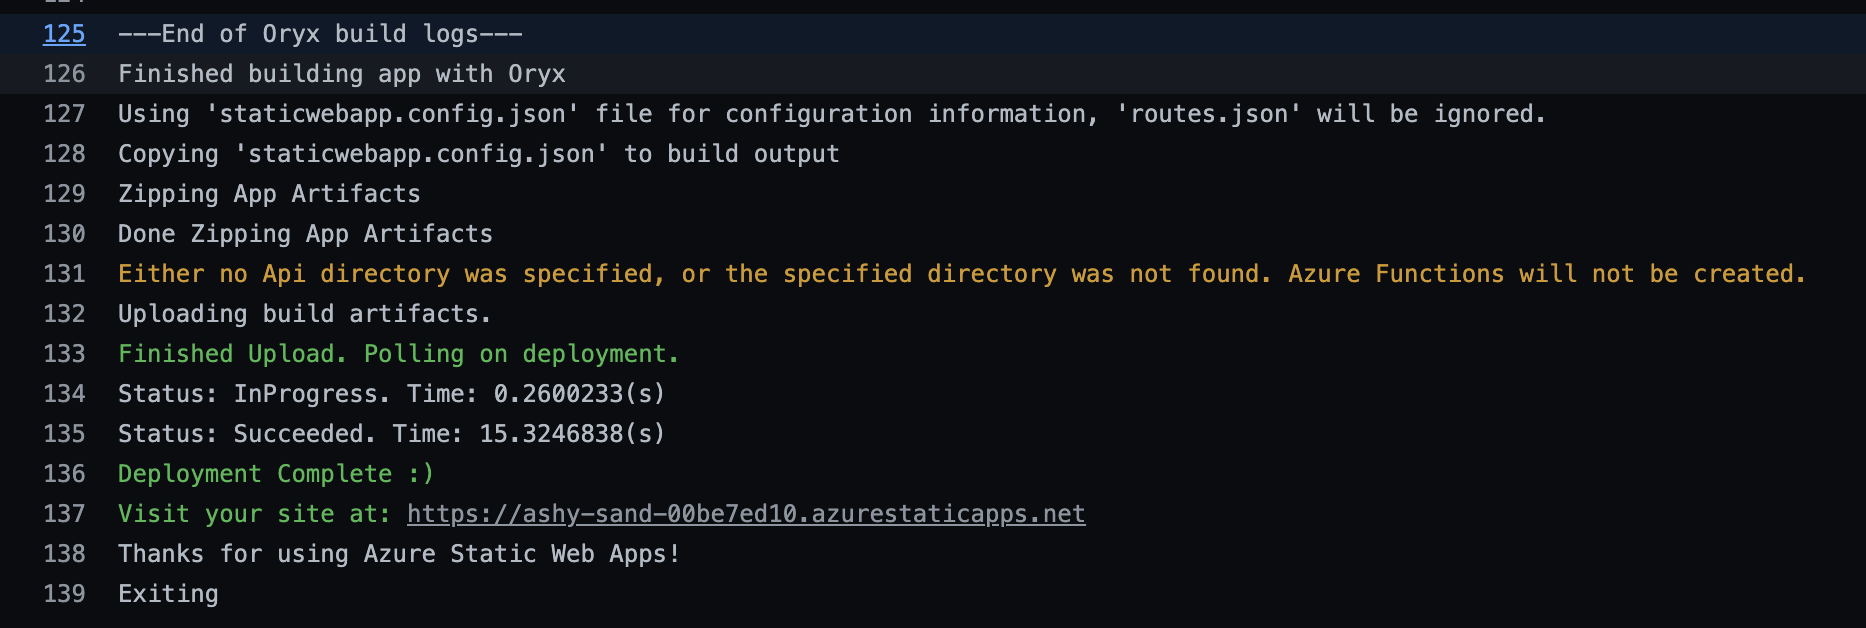 125 ---End of Oryx build logs---
126 Finished building app with Oryx
127 Using 'staticwebapp.config.json' file for configuration information, 'routes.json' will be ignored.
128 Copying 'staticwebapp.config.json' to build output
129 Zipping App Artifacts
130 Done Zipping App Artifacts
131 Either no Api directory was specified, or the specified directory was not found. Azure Functions will not be created.
132 Uploading build artifacts.
133 Finished Upload. Polling on deployment.
134 Status: InProgress. Time: 0.2600233(s)
135 Status: Succeeded. Time: 15.3246838(s)
136 Deployment Complete :)
137 Visit your site at: https://ashy-sand-00be7ed10.azurestaticapps.net
138 Thanks for using Azure Static Web Apps!
139 Exiting